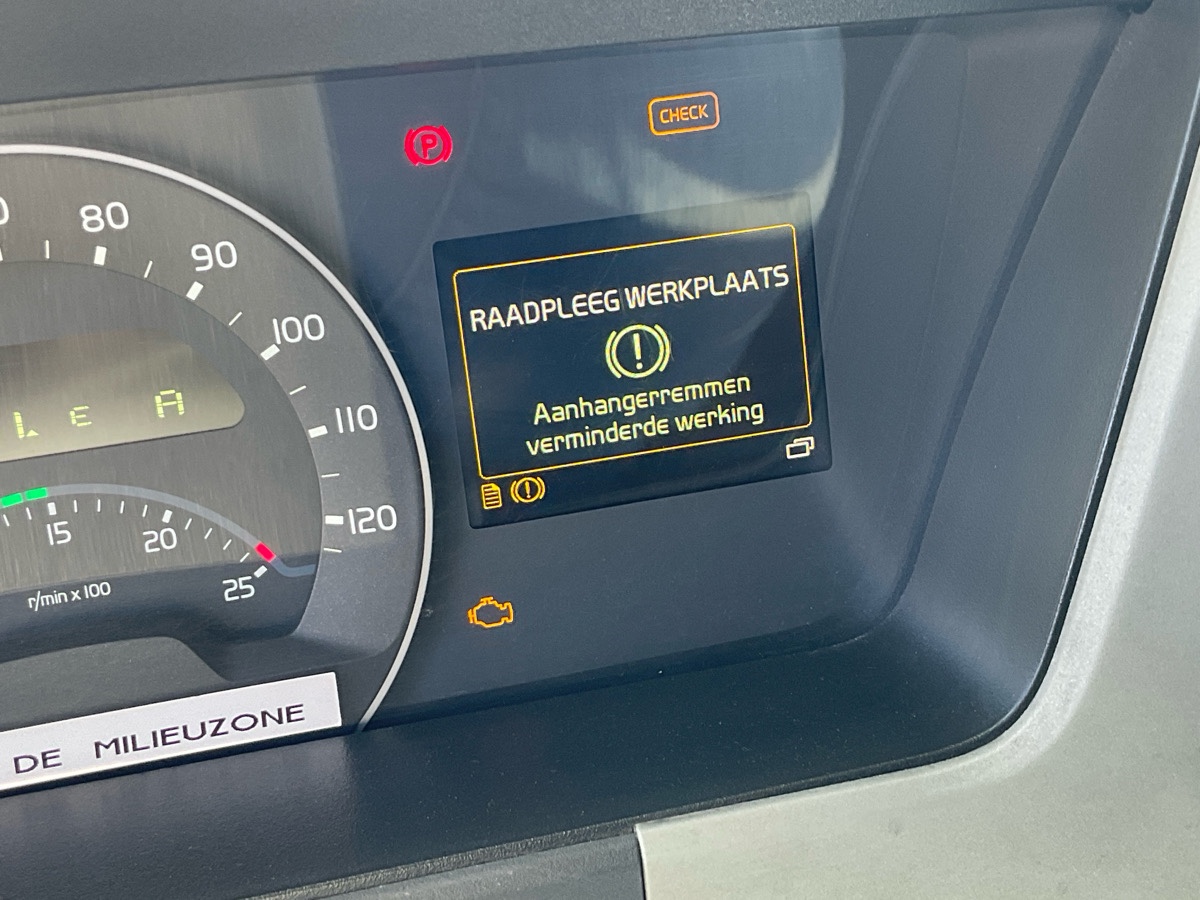 CHECK
P
80
90
100
110
120
RAADPLEEG WERKPLAATS
Aanhangerremmen
verminderde werking
L E A
15
20
25
r/min x 100
DE MILIEUZONE